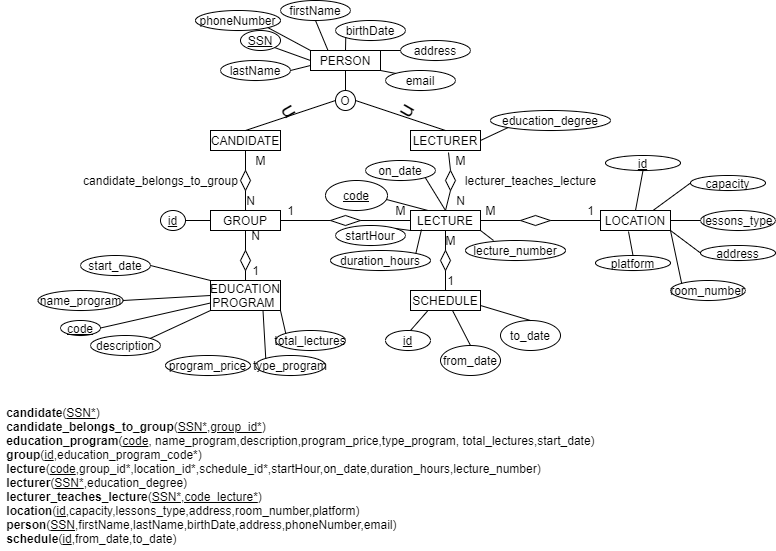 firstName
phoneNumber
birthDate
SSN
address
PERSON
lastName
email
O
U
U
education_degree
CANDIDATE
LECTURER
M
M
on_date
id
candidate_belongs_to_group
lecturer_teaches_lecture
capacity
code
N
N
id
GROUP
1
M
LECTURE
M
1
LOCATION
lessons_type
N
startHour
M
lecture_number
address
duration_hours
platform
start_date
1
1
EDUCATION
PROGRAM
SCHEDULE
room_number
name_program
code
description
total_lectures
id
to_date
program_price
type_program
from_date
candidate(SSN*)
candidate_belongs_to_group(SSN*,group_id*)
education_program(code, name_program,description,program_price,type_program, total_lectures,start_date)
group(id,education_program_code*)
lecture(code,group_id*,location_id*,schedule_id*,startHour,on_date,duration_hours,lecture_number)
lecturer(SSN*,education_degree)
lecturer_teaches_lecture(SSN*,code_lecture*)
location(id,capacity,lessons_type,address,room_number,platform)
person(SSN,firstName,lastName,birthDate,address,phoneNumber,email)
schedule(id,from_date,to_date)